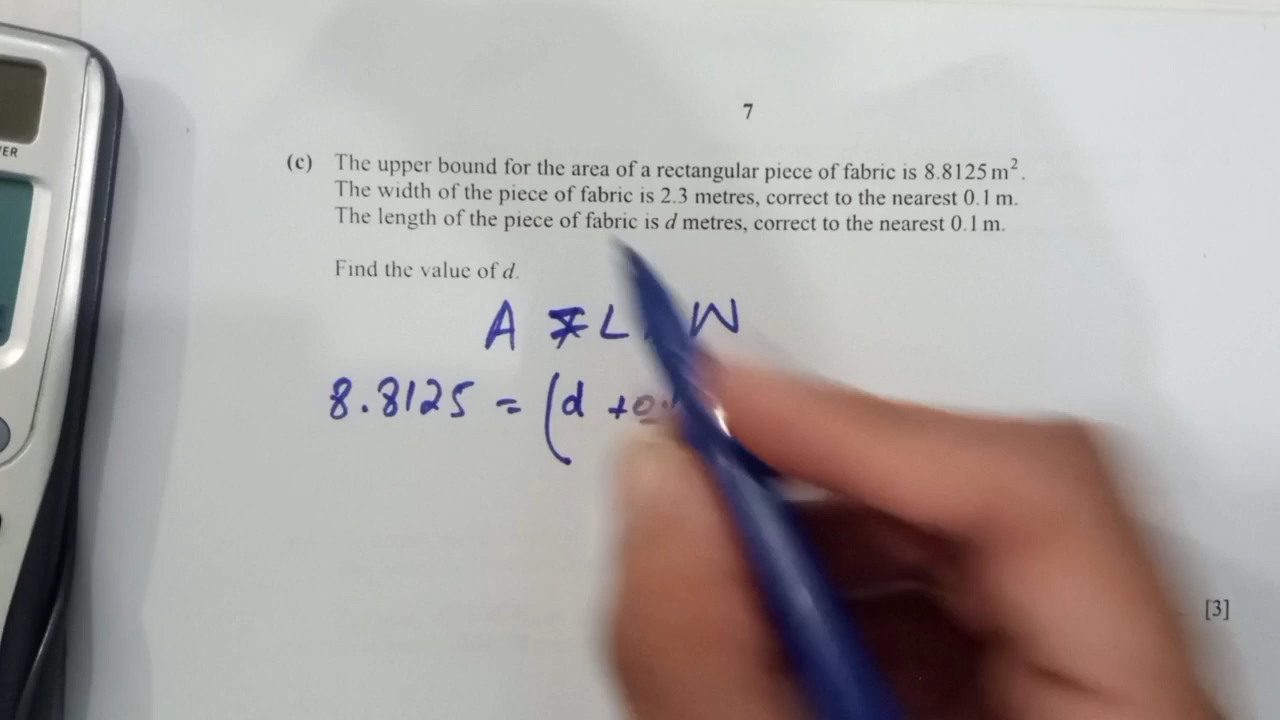 ER
7
(c) The upper bound for the area of a rectangular piece of fabric is 8.8125 m².
The width of the piece of fabric is 2.3 metres, correct to the nearest 0.1 m.
The length of the piece of fabric is d metres, correct to the nearest 0.1 m.
Find the value of d.
A = L W
8.8125 = (d + 0.
[3]